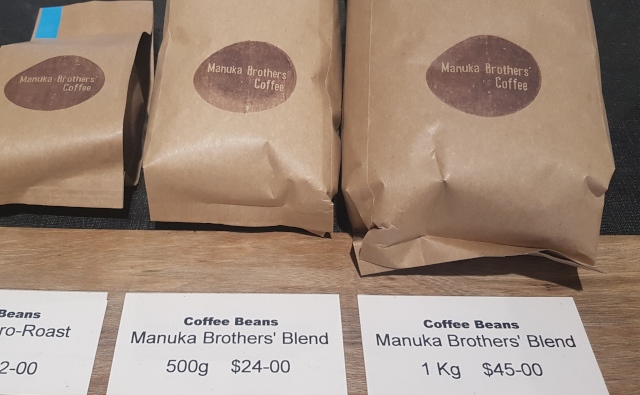 Manuka Brothers'
Coffee
Manuka Brothers
Coffee
Manuka Brothers'
Coffee
Beans
ro-Roast
2-00
Coffee Beans
Manuka Brothers' Blend
500g $24-00
Coffee Beans
Manuka Brothers' Blend
1 Kg $45-00